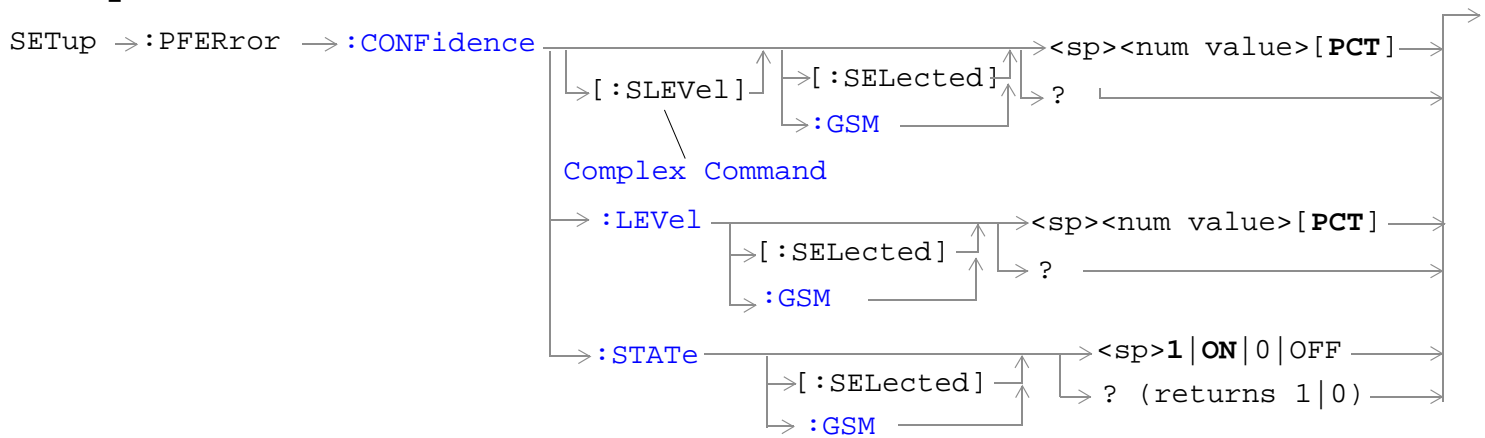 SETup :PFERror :CONFidence <sp><num value>[PCT]
[:SLEVel] [:SELected] ?
:GSM
Complex Command
:LEVel <sp><num value>[PCT]
[:SELected] ?
:GSM
:STATe <sp>1|ON|0|OFF
[:SELected] ? (returns 1|0)
:GSM